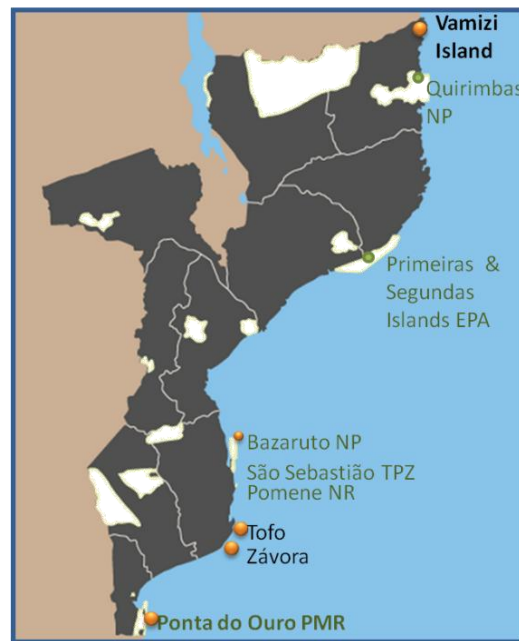 Vamizi
Island
Quirimbas
NP
Primeiras &
Segundas
Islands EPA
Bazaruto NP
São Sebastião TPZ
Pomene NR
Tofo
Závora
Ponta do Ouro PMR